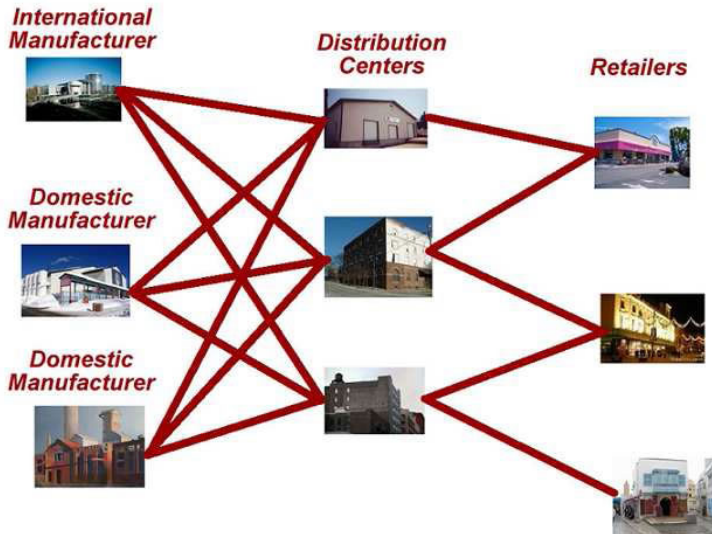 International
Manufacturer
Distribution
Centers
Retailers
Domestic
Manufacturer
Domestic
Manufacturer